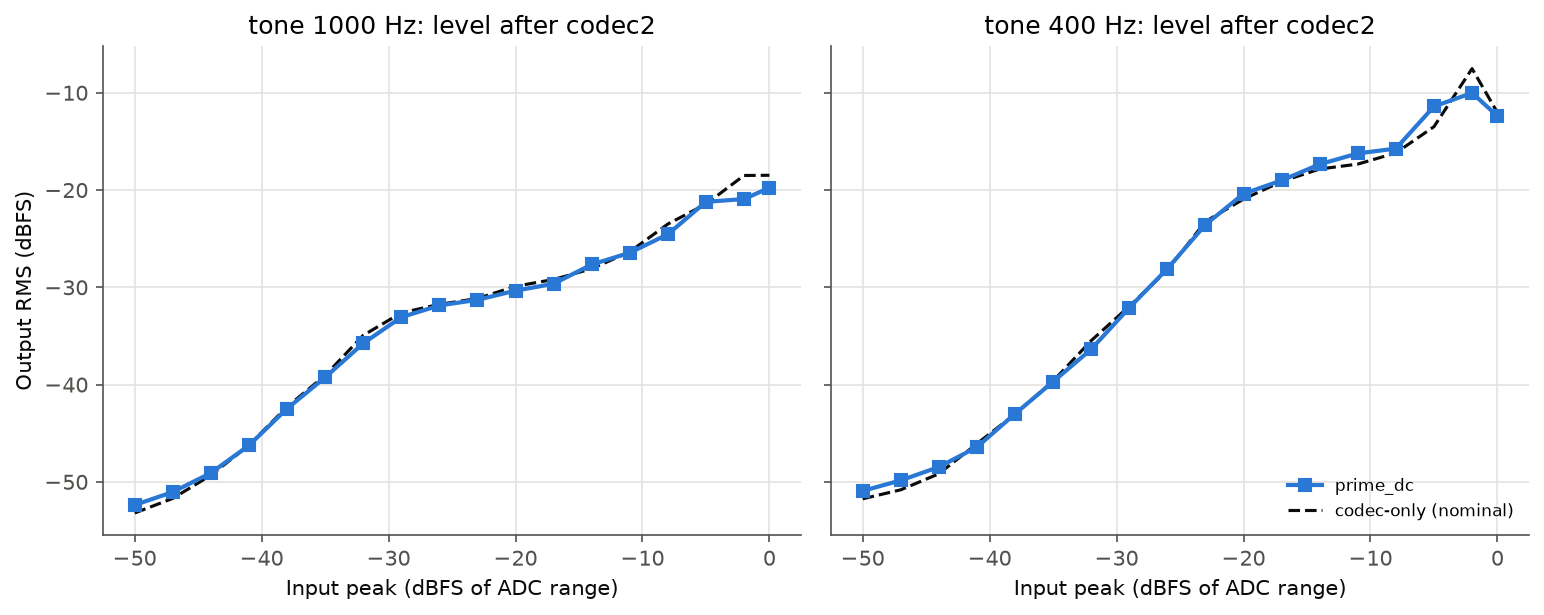 tone 1000 Hz: level after codec2
tone 400 Hz: level after codec2
Output RMS (dBFS)
−10
−20
−30
−40
−50
−50
−40
−30
−20
−10
0
−50
−40
−30
−20
−10
0
Input peak (dBFS of ADC range)
Input peak (dBFS of ADC range)
prime_dc
codec-only (nominal)